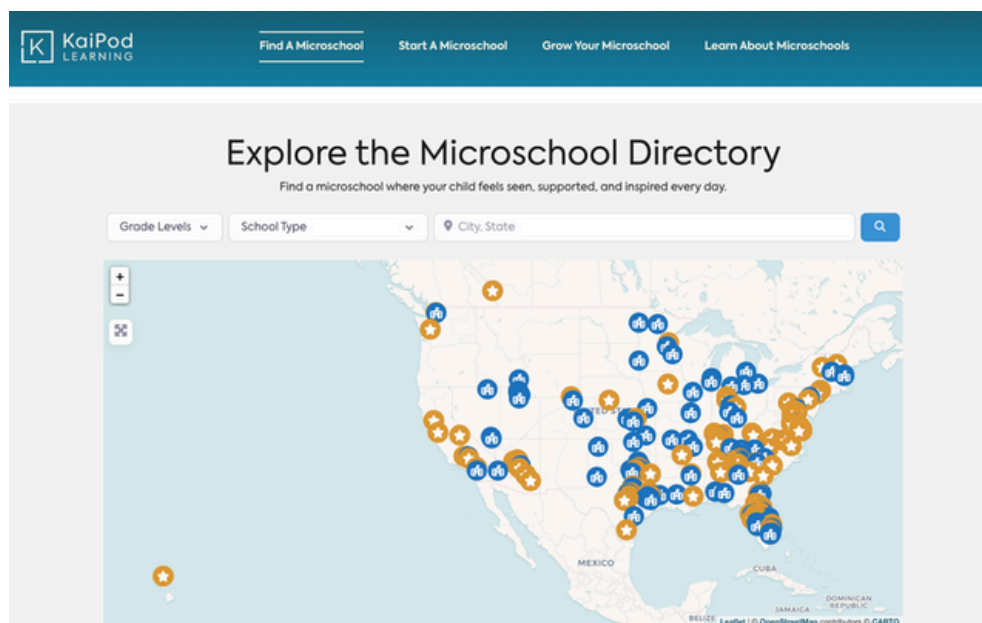 KaiPod
LEARNING
Find A Microschool
Start A Microschool
Grow Your Microschool
Learn About Microschools
Explore the Microschool Directory
Find a microschool where your child feels seen, supported, and inspired every day.
Grade Levels
School Type
City, State
+
−
MEXICO
CUBA
DOMINICAN
REPUBLIC
JAMAICA
BELIZE
Leaflet | © OpenStreetMap contributors © CARTO